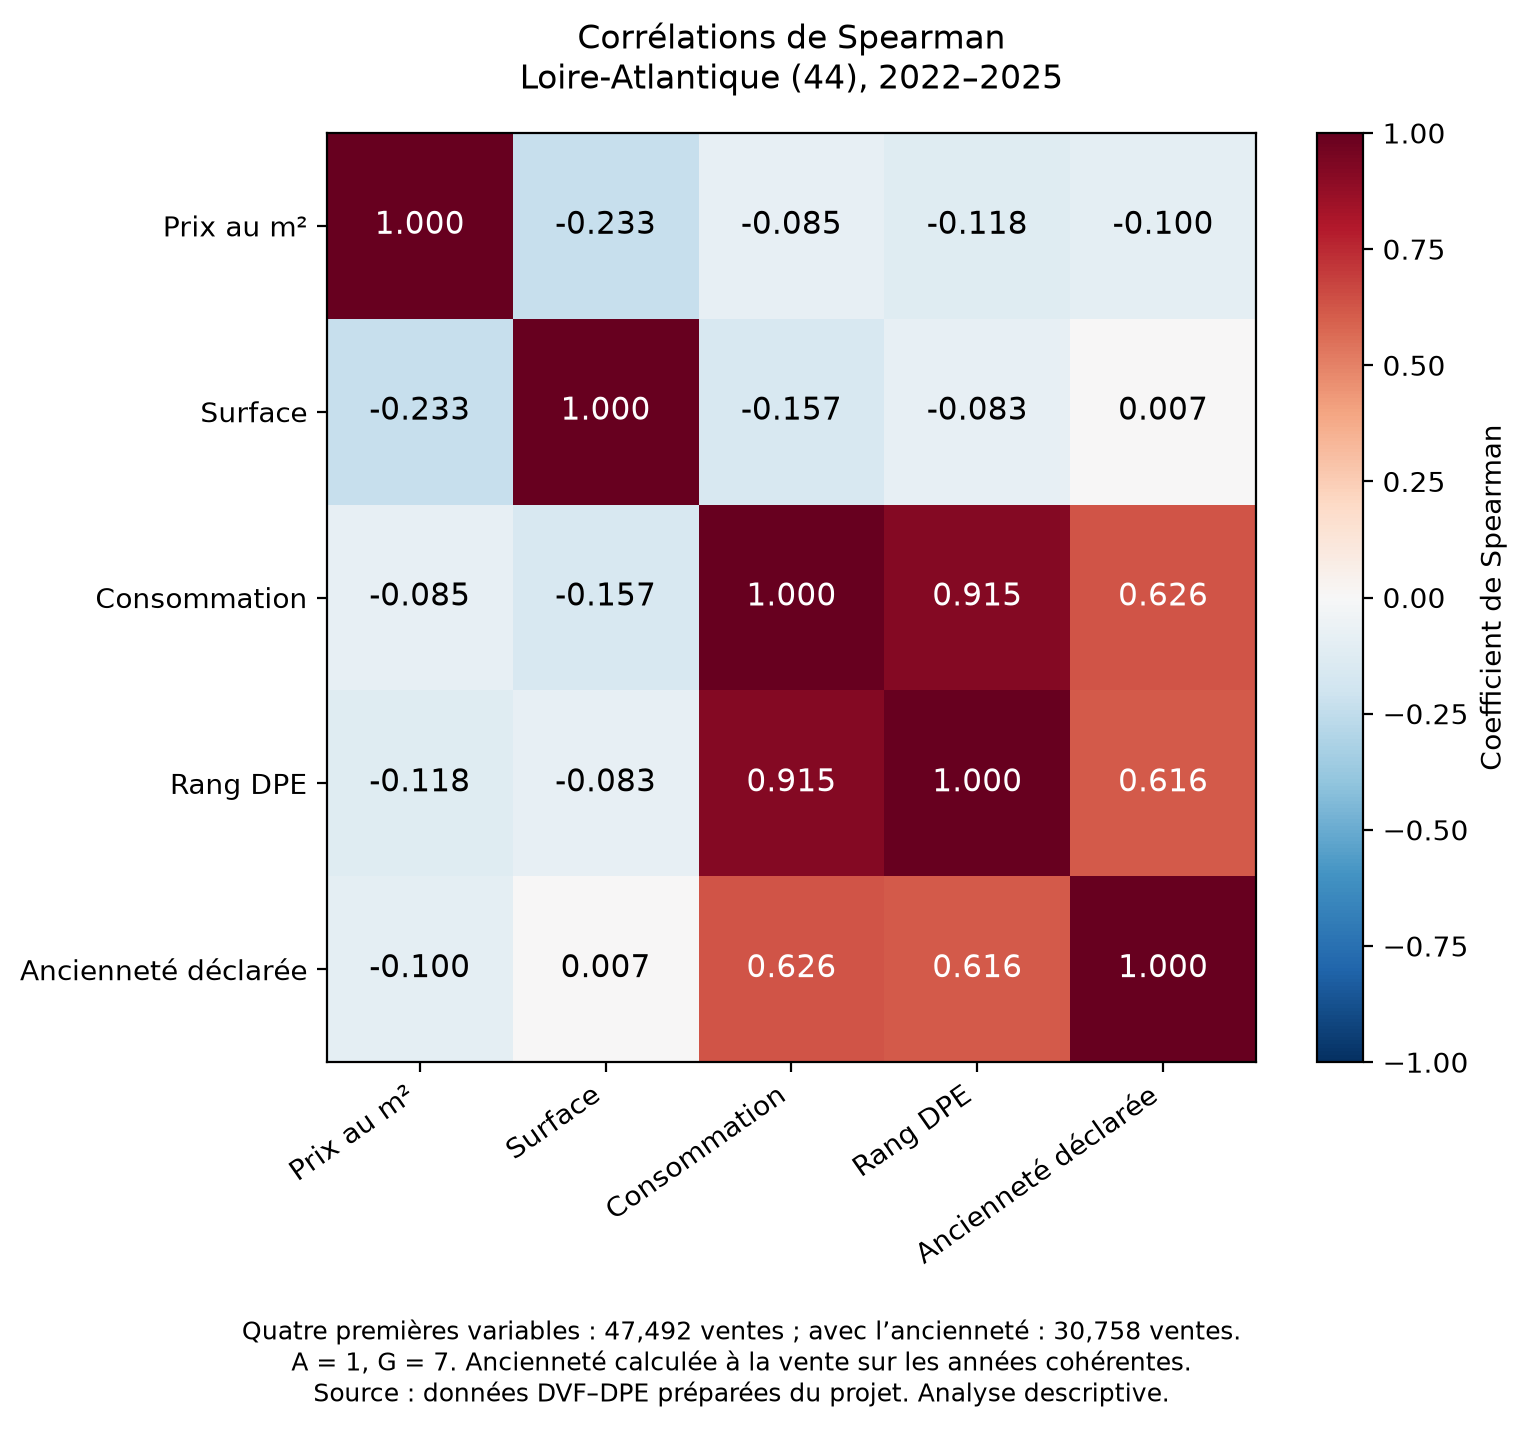 Corrélations de Spearman
Loire-Atlantique (44), 2022–2025
Prix au m² 1.000 -0.233 -0.085 -0.118 -0.100
Surface -0.233 1.000 -0.157 -0.083 0.007
Consommation -0.085 -0.157 1.000 0.915 0.626
Rang DPE -0.118 -0.083 0.915 1.000 0.616
Ancienneté déclarée -0.100 0.007 0.626 0.616 1.000
Prix au m²
Surface
Consommation
Rang DPE
Ancienneté déclarée
1.00
0.75
0.50
0.25
0.00
−0.25
−0.50
−0.75
−1.00
Coefficient de Spearman
Quatre premières variables : 47,492 ventes ; avec l’ancienneté : 30,758 ventes.
A = 1, G = 7. Ancienneté calculée à la vente sur les années cohérentes.
Source : données DVF–DPE préparées du projet. Analyse descriptive.